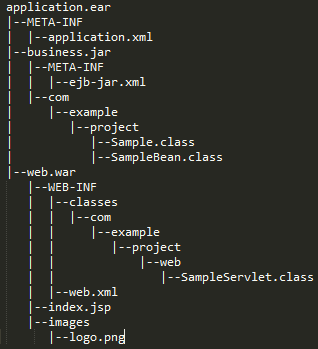 application.ear
|--META-INF
|  |--application.xml
|--business.jar
|  |--META-INF
|  |  |--ejb-jar.xml
|  |--com
|     |--example
|        |--project
|           |--Sample.class
|           |--SampleBean.class
|--web.war
   |--WEB-INF
   |  |--classes
   |  |  |--com
   |  |     |--example
   |  |        |--project
   |  |           |--web
   |  |              |--SampleServlet.class
   |  |--web.xml
   |--index.jsp
   |--images
      |--logo.png